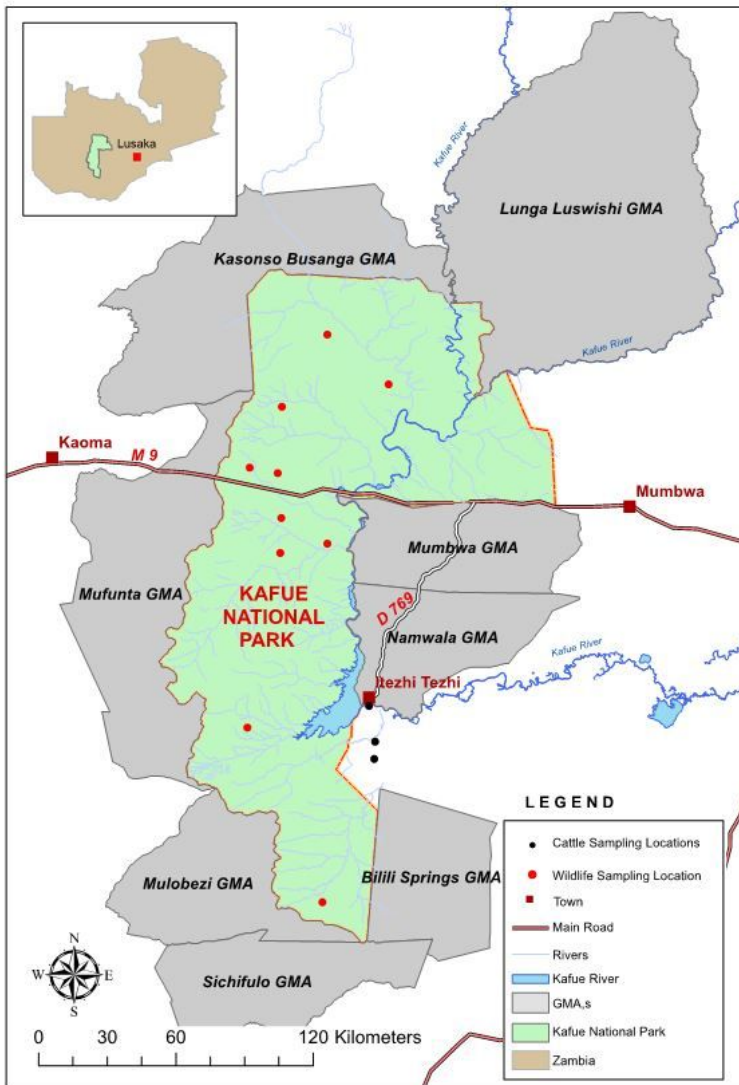 Lusaka
Kafue River
Lunga Luswishi GMA
Kasonso Busanga GMA
Kafue River
Kaoma
M 9
Mumbwa
Mumbwa GMA
Mufunta GMA
KAFUE
NATIONAL
PARK
D 769
Namwala GMA
Kafue River
Itezhi Tezhi
LEGEND
Cattle Sampling Locations
Wildlife Sampling Location
Town
Main Road
Rivers
Kafue River
GMA,s
Kafue National Park
Zambia
Mulobezi GMA
Bilili Springs GMA
Sichifulo GMA
N
W E
S
0 30 60 120 Kilometers